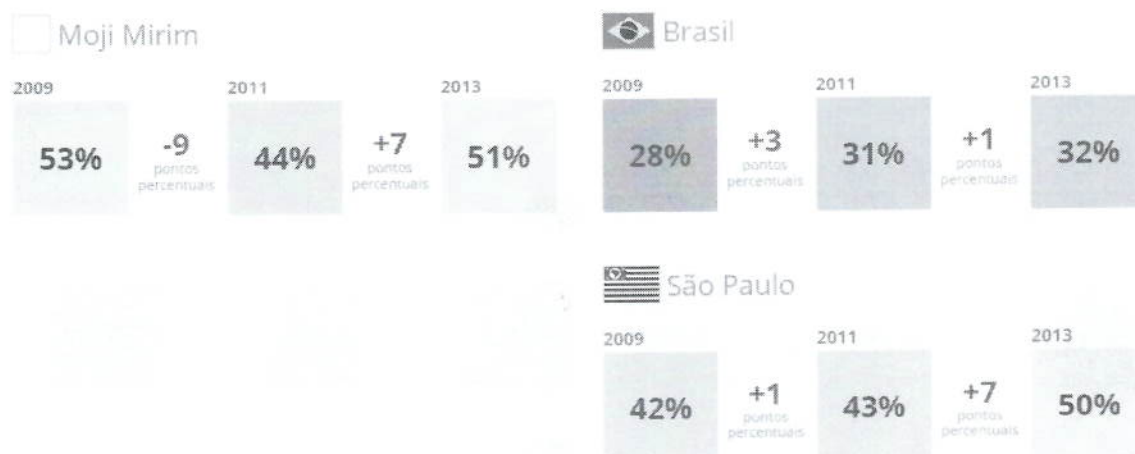 Moji Mirim
2009
2011
2013
53%
-9
pontos
percentuais
44%
+7
pontos
percentuais
51%
Brasil
2009
2011
2013
28%
+3
pontos
percentuais
31%
+1
pontos
percentuais
32%
São Paulo
2009
2011
2013
42%
+1
pontos
percentuais
43%
+7
pontos
percentuais
50%